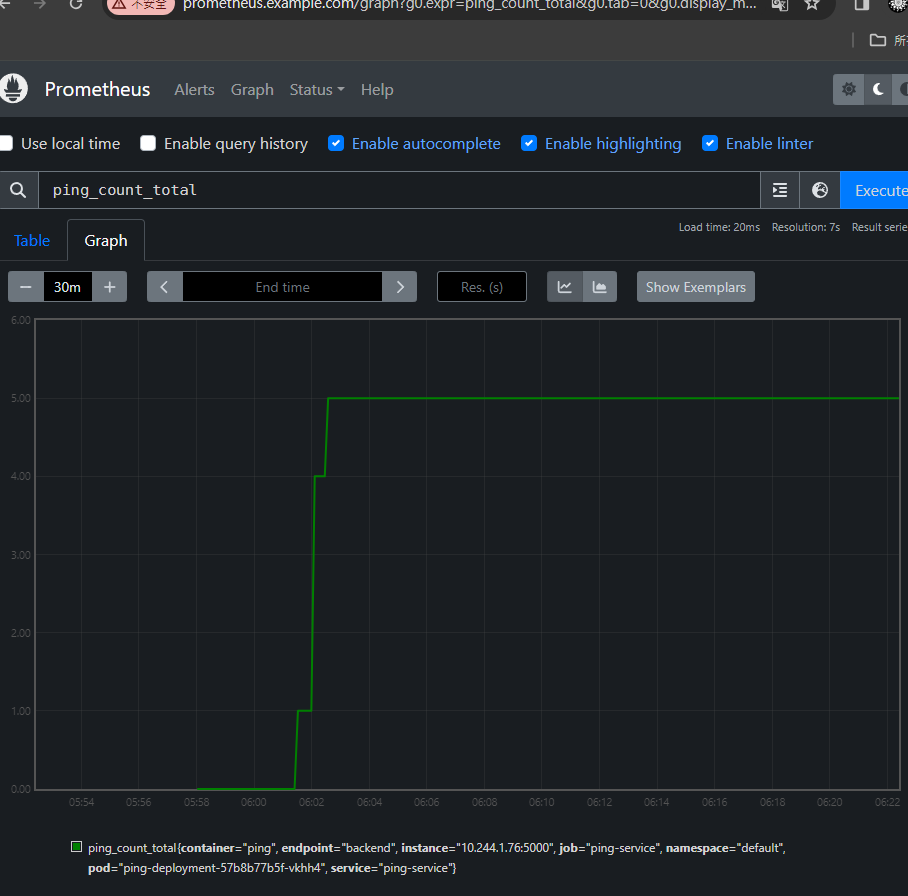 不安全 prometheus.example.com/graph?g0.expr=ping_count_total&g0.tab=0&g0.display_m...
Prometheus Alerts Graph Status Help
Use local time Enable query history Enable autocomplete Enable highlighting Enable linter
ping_count_total Execute
Load time: 20ms Resolution: 7s Result serie
Table Graph
− 30m + End time Res. (s) Show Exemplars
6.00
5.00
4.00
3.00
2.00
1.00
0.00
05:54 05:56 05:58 06:00 06:02 06:04 06:06 06:08 06:10 06:12 06:14 06:16 06:18 06:20 06:22
ping_count_total{container="ping", endpoint="backend", instance="10.244.1.76:5000", job="ping-service", namespace="default",
pod="ping-deployment-57b8b77b5f-vkhh4", service="ping-service"}